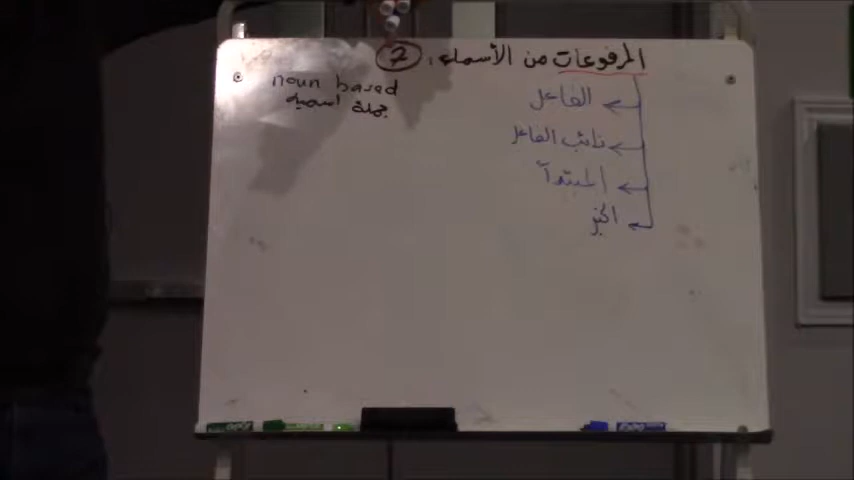 المرفوعات من الأسماء: 7
الفاعل
نائب الفاعل
المبتدأ
الخبر
noun based
جملة اسمية